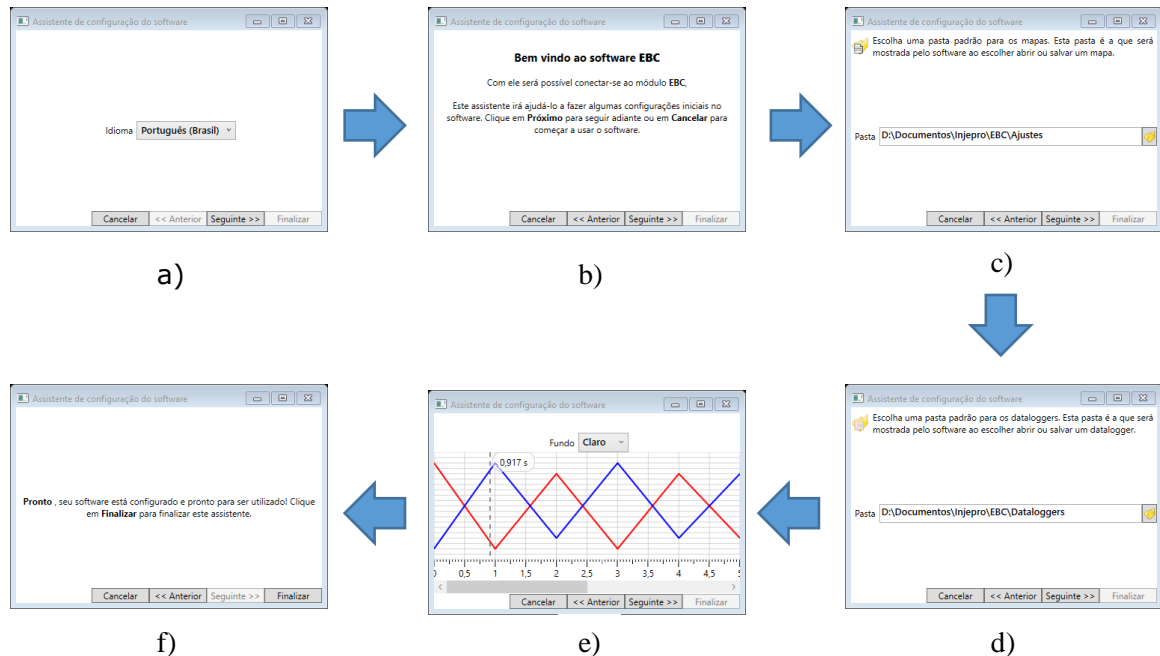 Assistente de configuração do software
Idioma Português (Brasil)
Cancelar << Anterior Seguinte >> Finalizar
a)
Assistente de configuração do software
Bem vindo ao software EBC
Com ele será possível conectar-se ao módulo EBC,
Este assistente irá ajudá-lo a fazer algumas configurações iniciais no
software. Clique em Próximo para seguir adiante ou em Cancelar para
começar a usar o software.
Cancelar << Anterior Seguinte >> Finalizar
b)
Assistente de configuração do software
Escolha uma pasta padrão para os mapas. Esta pasta é a que será
mostrada pelo software ao escolher abrir ou salvar um mapa.
Pasta D:\Documentos\Injepro\EBC\Ajustes
Cancelar << Anterior Seguinte >> Finalizar
c)
Assistente de configuração do software
Escolha uma pasta padrão para os dataloggers. Esta pasta é a que será
mostrada pelo software ao escolher abrir ou salvar um datalogger.
Pasta D:\Documentos\Injepro\EBC\Dataloggers
Cancelar << Anterior Seguinte >> Finalizar
d)
Assistente de configuração do software
Fundo Claro
0,917 s
0 0,5 1 1,5 2 2,5 3 3,5 4 4,5 5
Cancelar << Anterior Seguinte >> Finalizar
e)
Assistente de configuração do software
Pronto , seu software está configurado e pronto para ser utilizado! Clique
em Finalizar para finalizar este assistente.
Cancelar << Anterior Seguinte >> Finalizar
f)